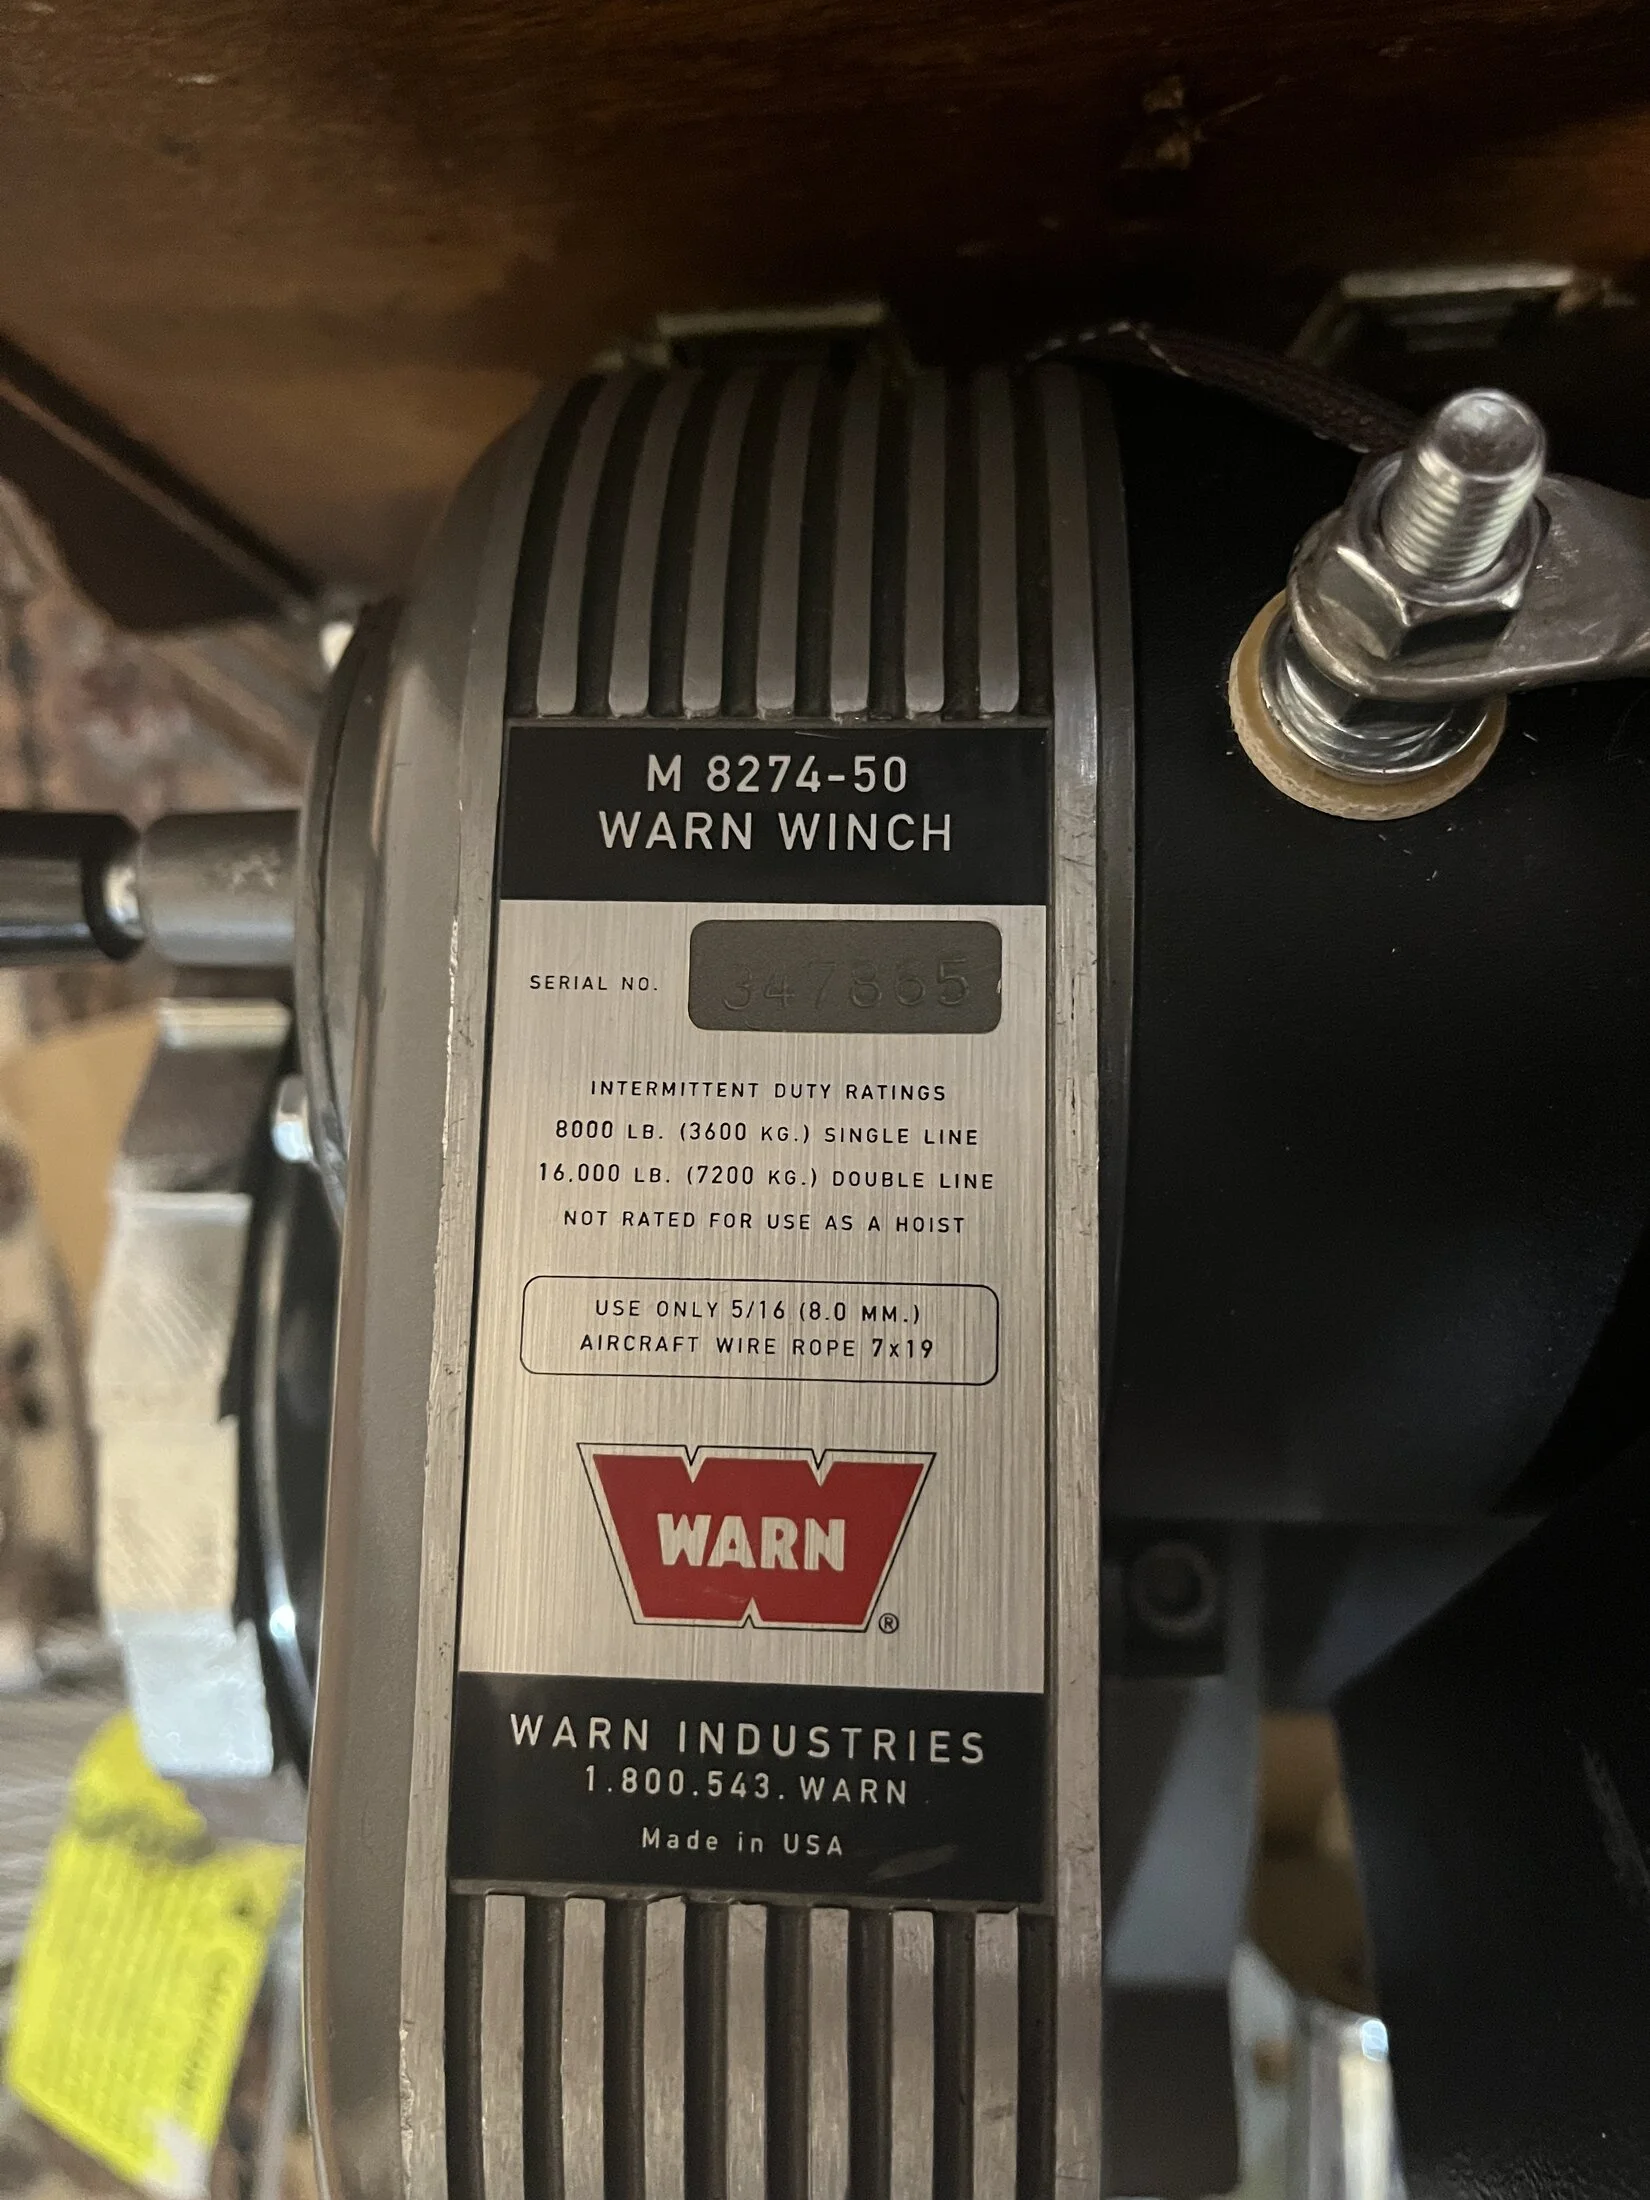 M 8274-50
WARN WINCH
SERIAL NO. 347865
INTERMITTENT DUTY RATINGS
8000 LB. (3600 KG.) SINGLE LINE
16,000 LB. (7200 KG.) DOUBLE LINE
NOT RATED FOR USE AS A HOIST
USE ONLY 5/16 (8.0 MM.)
AIRCRAFT WIRE ROPE 7x19
WARN
®
WARN INDUSTRIES
1.800.543.WARN
Made in USA